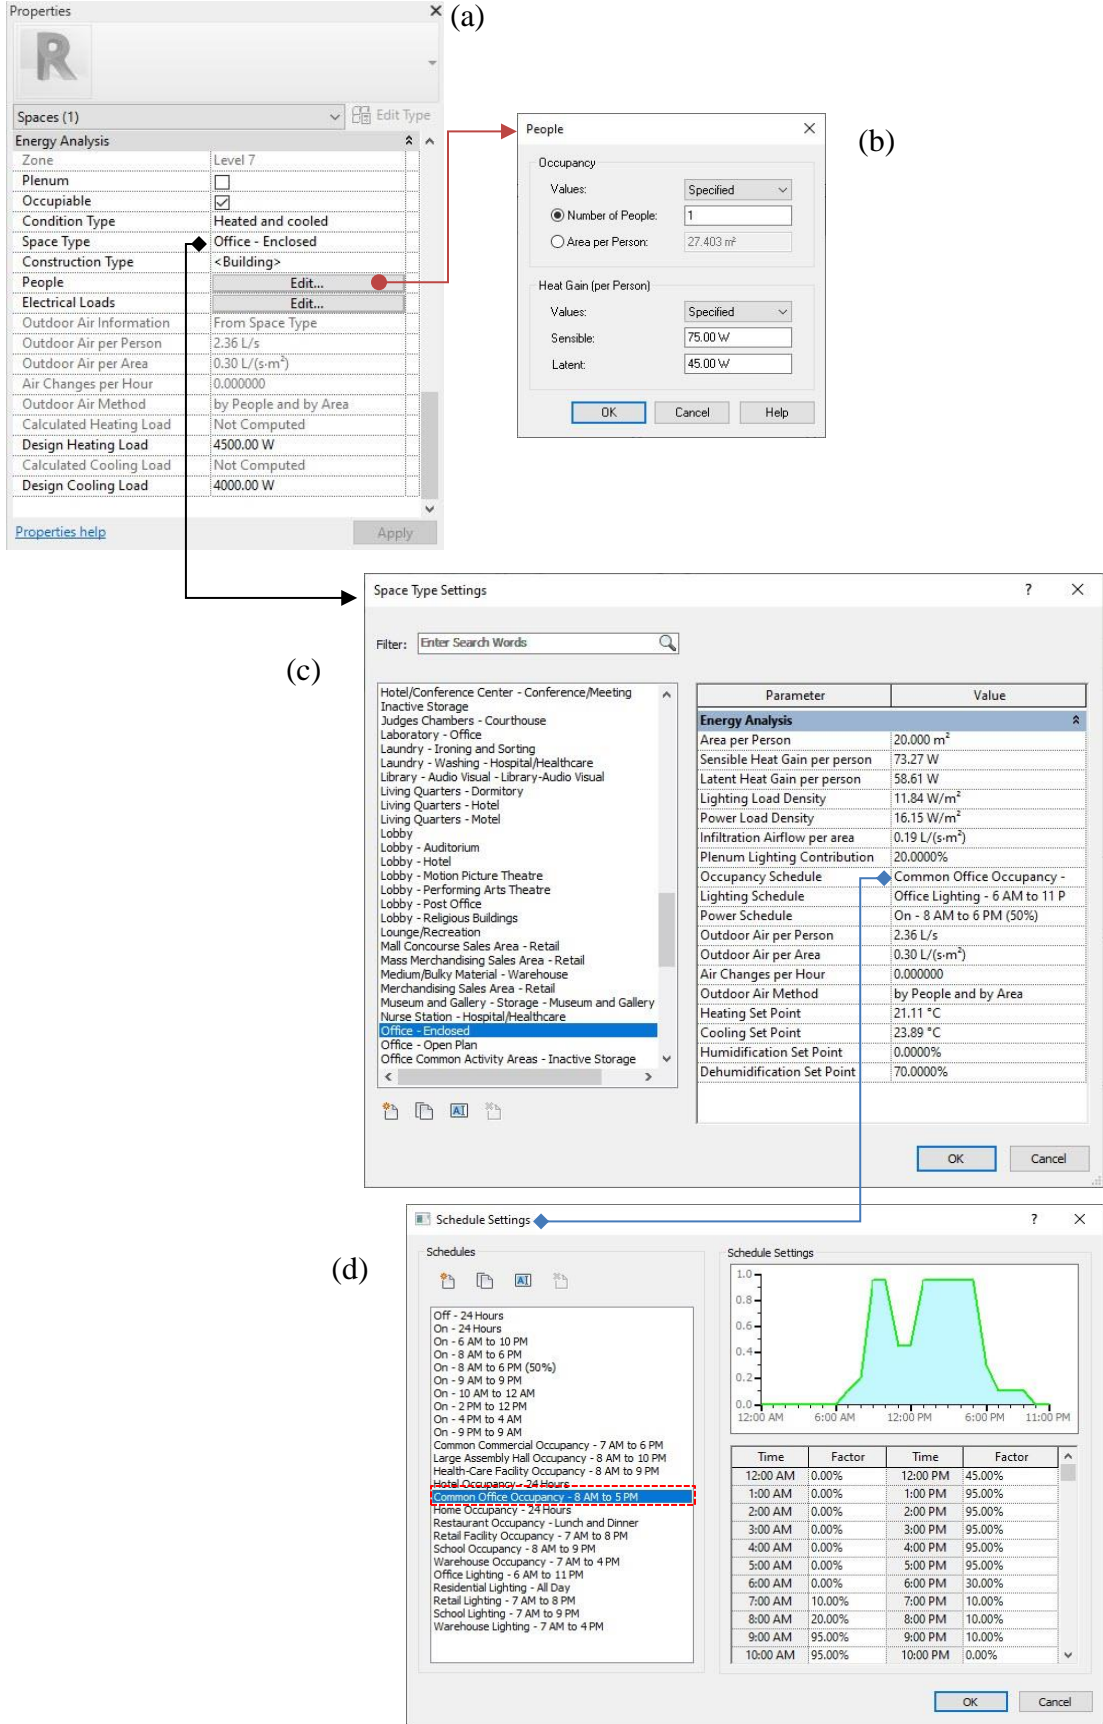 Properties
(a)
R
Spaces (1)
Edit Type
Energy Analysis
Zone Level 7
Plenum
Occupiable
Condition Type Heated and cooled
Space Type Office - Enclosed
Construction Type <Building>
People Edit...
Electrical Loads Edit...
Outdoor Air Information From Space Type
Outdoor Air per Person 2.36 L/s
Outdoor Air per Area 0.30 L/(s·m²)
Air Changes per Hour 0.000000
Outdoor Air Method by People and by Area
Calculated Heating Load Not Computed
Design Heating Load 4500.00 W
Calculated Cooling Load Not Computed
Design Cooling Load 4000.00 W
Properties help
Apply
People
(b)
Occupancy
Values: Specified
Number of People: 1
Area per Person: 27.403 m²
Heat Gain (per Person)
Values: Specified
Sensible: 75.00 W
Latent: 45.00 W
OK Cancel Help
Space Type Settings ?
(c)
Filter: Enter Search Words
Hotel/Conference Center - Conference/Meeting
Inactive Storage
Judges Chambers - Courthouse
Laboratory - Office
Laundry - Ironing and Sorting
Laundry - Washing - Hospital/Healthcare
Library - Audio Visual - Library-Audio Visual
Living Quarters - Dormitory
Living Quarters - Hotel
Living Quarters - Motel
Lobby
Lobby - Auditorium
Lobby - Hotel
Lobby - Motion Picture Theatre
Lobby - Performing Arts Theatre
Lobby - Post Office
Lobby - Religious Buildings
Lounge/Recreation
Mall Concourse Sales Area - Retail
Mass Merchandising Sales Area - Retail
Medium/Bulky Material - Warehouse
Merchandising Sales Area - Retail
Museum and Gallery - Storage - Museum and Gallery
Nurse Station - Hospital/Healthcare
Office - Enclosed
Office - Open Plan
Office Common Activity Areas - Inactive Storage
AI
Parameter Value
Energy Analysis
Area per Person 20.000 m²
Sensible Heat Gain per person 73.27 W
Latent Heat Gain per person 58.61 W
Lighting Load Density 11.84 W/m²
Power Load Density 16.15 W/m²
Infiltration Airflow per area 0.19 L/(s·m²)
Plenum Lighting Contribution 20.0000%
Occupancy Schedule Common Office Occupancy -
Lighting Schedule Office Lighting - 6 AM to 11 P
Power Schedule On - 8 AM to 6 PM (50%)
Outdoor Air per Person 2.36 L/s
Outdoor Air per Area 0.30 L/(s·m²)
Air Changes per Hour 0.000000
Outdoor Air Method by People and by Area
Heating Set Point 21.11 °C
Cooling Set Point 23.89 °C
Humidification Set Point 0.0000%
Dehumidification Set Point 70.0000%
OK Cancel
Schedule Settings ?
(d)
Schedules
AI
Off - 24 Hours
On - 24 Hours
On - 6 AM to 10 PM
On - 8 AM to 6 PM
On - 8 AM to 6 PM (50%)
On - 9 AM to 9 PM
On - 10 AM to 12 AM
On - 2 PM to 12 PM
On - 4 PM to 4 AM
On - 9 PM to 9 AM
Common Commercial Occupancy - 7 AM to 6 PM
Large Assembly Hall Occupancy - 8 AM to 10 PM
Health-Care Facility Occupancy - 8 AM to 9 PM
Hotel Occupancy - 24 Hours
Common Office Occupancy - 8 AM to 5 PM
Home Occupancy - 24 Hours
Restaurant Occupancy - Lunch and Dinner
Retail Facility Occupancy - 7 AM to 8 PM
School Occupancy - 8 AM to 9 PM
Warehouse Occupancy - 7 AM to 4 PM
Office Lighting - 6 AM to 11 PM
Residential Lighting - All Day
Retail Lighting - 7 AM to 8 PM
School Lighting - 7 AM to 9 PM
Warehouse Lighting - 7 AM to 4 PM
Schedule Settings
1.0
0.8
0.6
0.4
0.2
0.0
12:00 AM 6:00 AM 12:00 PM 6:00 PM 11:00 PM
Time Factor Time Factor
12:00 AM 0.00% 12:00 PM 45.00%
1:00 AM 0.00% 1:00 PM 95.00%
2:00 AM 0.00% 2:00 PM 95.00%
3:00 AM 0.00% 3:00 PM 95.00%
4:00 AM 0.00% 4:00 PM 95.00%
5:00 AM 0.00% 5:00 PM 95.00%
6:00 AM 0.00% 6:00 PM 30.00%
7:00 AM 10.00% 7:00 PM 10.00%
8:00 AM 20.00% 8:00 PM 10.00%
9:00 AM 95.00% 9:00 PM 10.00%
10:00 AM 95.00% 10:00 PM 0.00%
OK Cancel